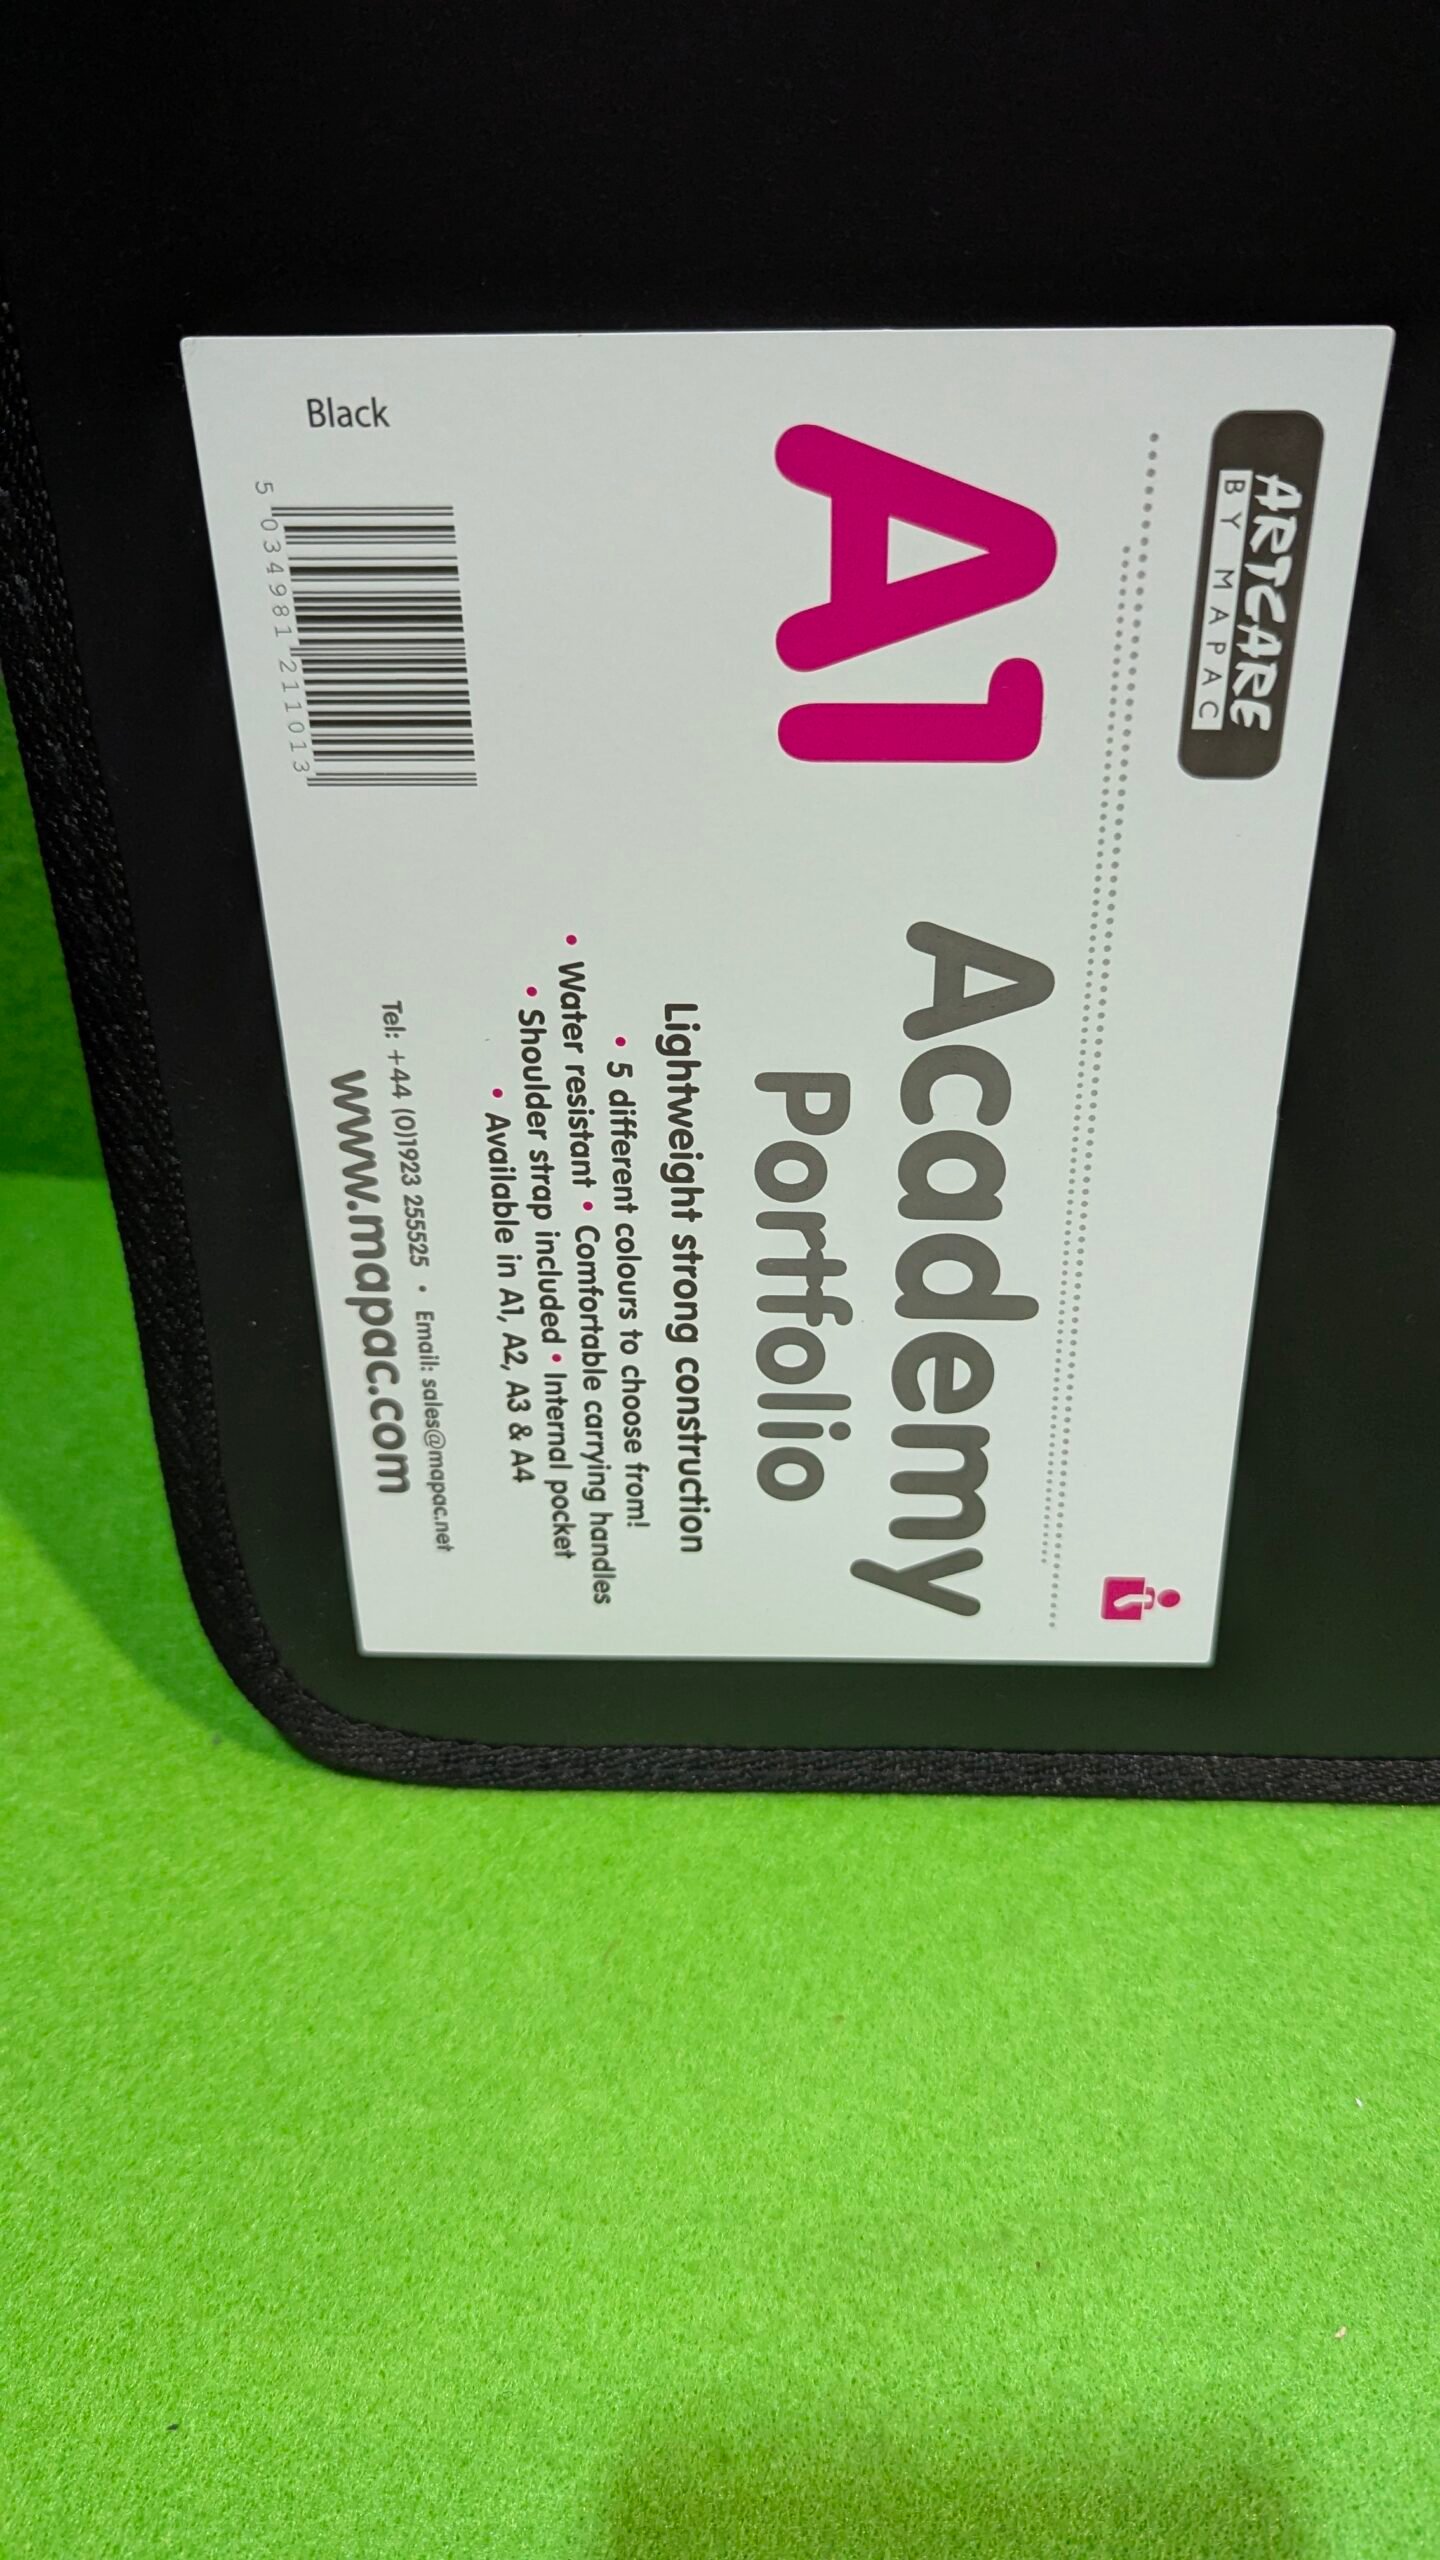 ARTCARE
BY MAPAC
A1
Academy
Portfolio
Lightweight strong construction
• 5 different colours to choose from!
• Water resistant • Comfortable carrying handles
• Shoulder strap included • Internal pocket
• Available in A1, A2, A3 & A4
Black
5 034981 211013
Tel: +44 (0)1923 255525 • Email: sales@mapac.net
www.mapac.com